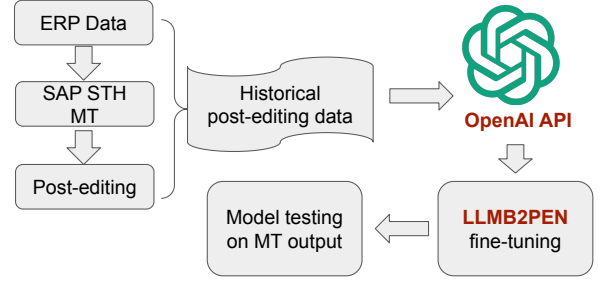 ERP Data
SAP STH
MT
Post-editing
Historical
post-editing data
OpenAI API
LLMB2PEN
fine-tuning
Model testing
on MT output